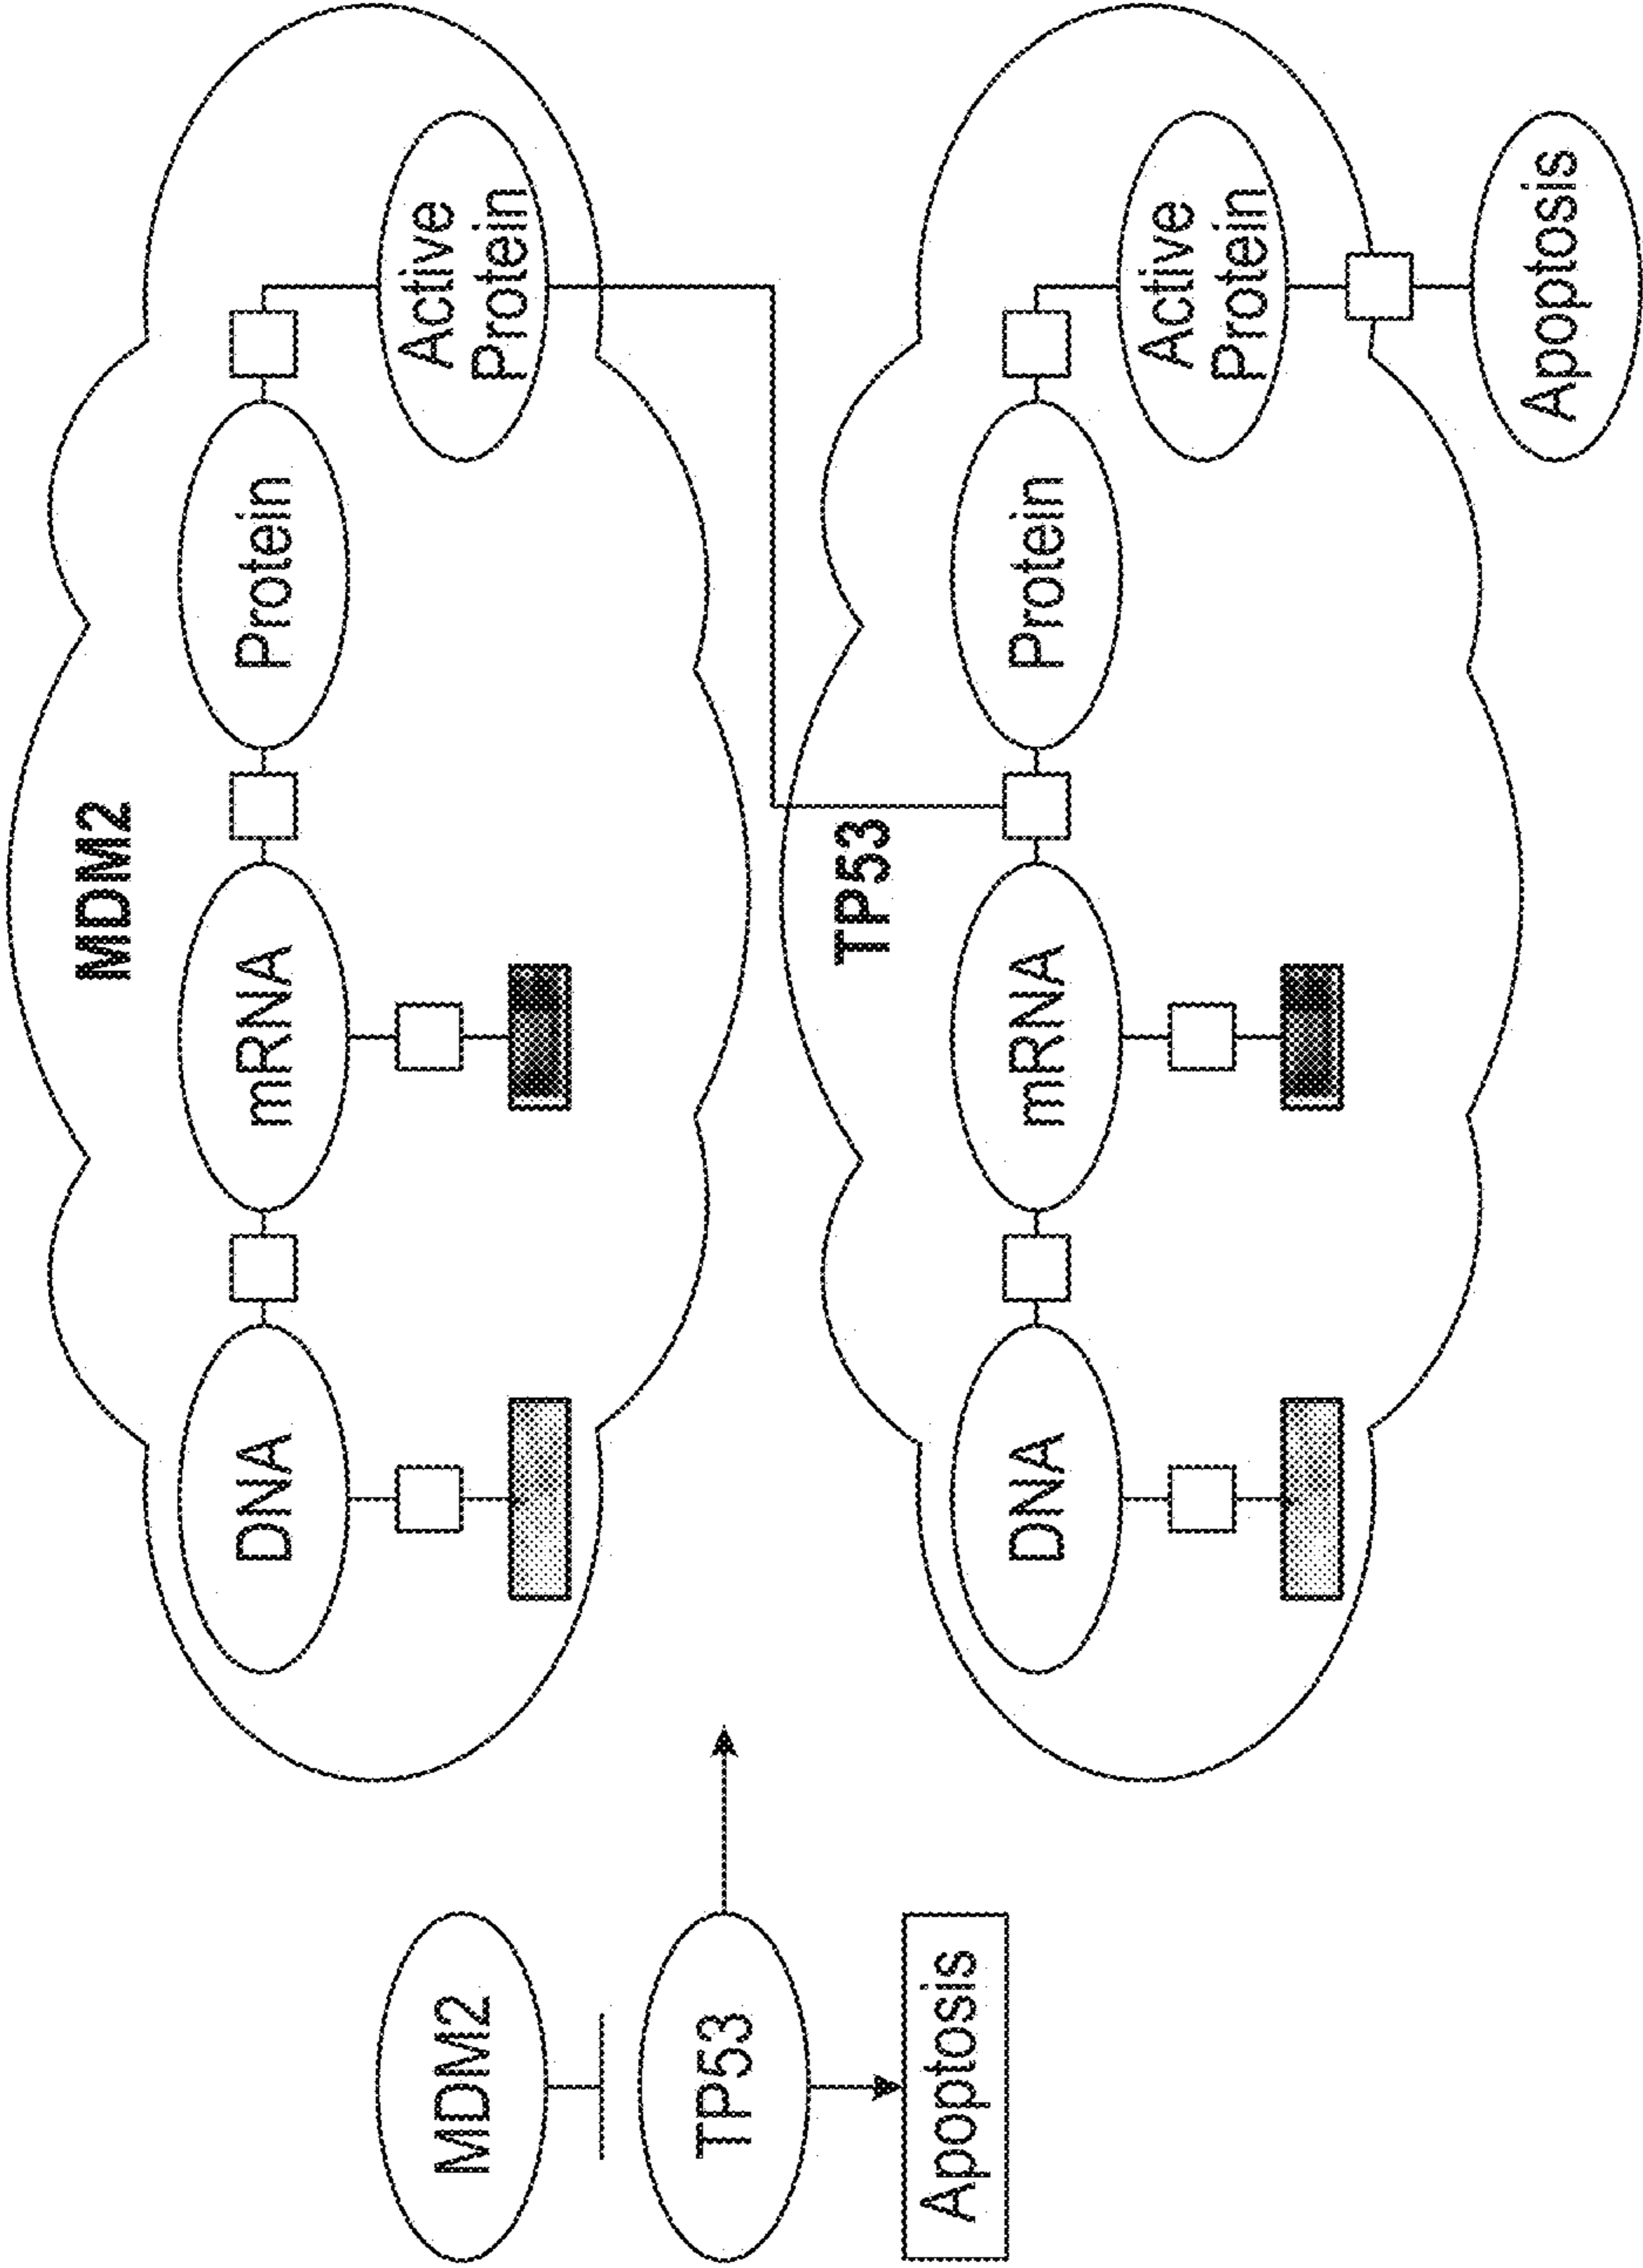 MDM2
TP53
Apoptosis
MDM2
DNA
mRNA
Protein
Active
Protein
TP53
DNA
mRNA
Protein
Active
Protein
Apoptosis